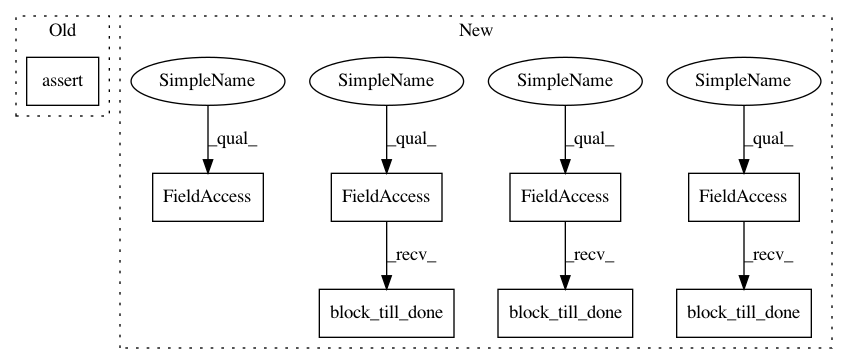 Old
New
assert
SimpleName
SimpleName
SimpleName
SimpleName
_qual_
_qual_
_qual_
_qual_
FieldAccess
FieldAccess
FieldAccess
FieldAccess
_recv_
_recv_
_recv_
block_till_done
block_till_done
block_till_done